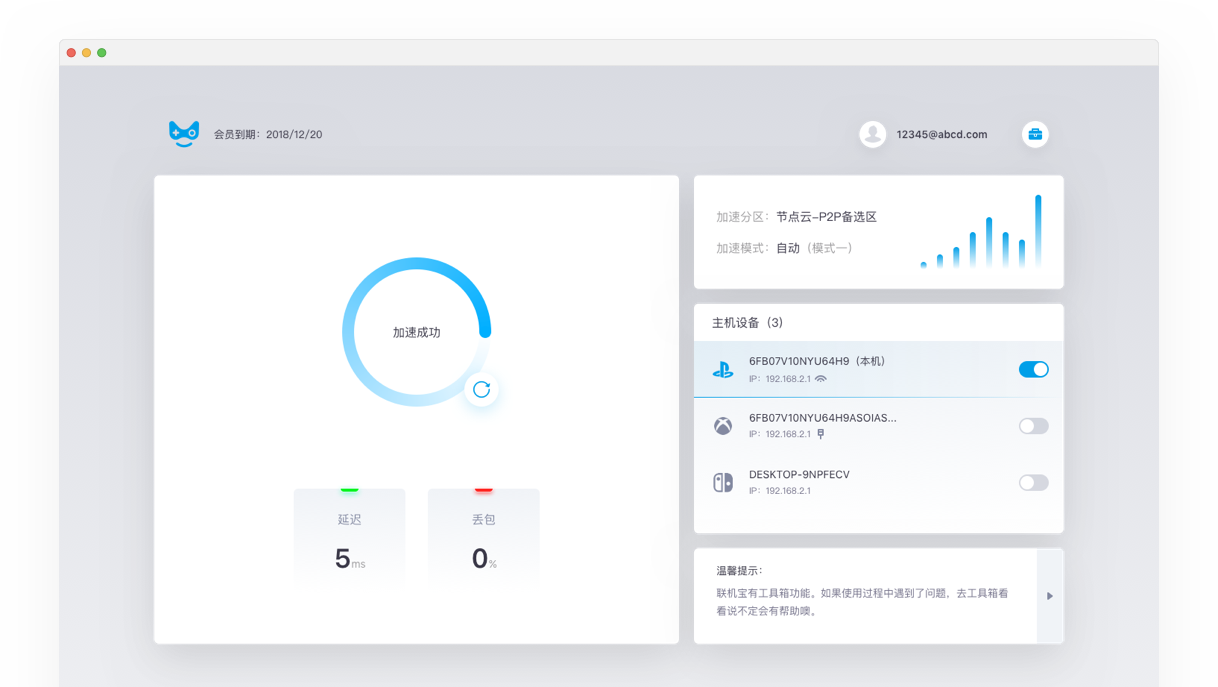 会员到期：2018/12/20
12345@abcd.com
加速成功
延迟
5ms
丢包
0%
加速分区：节点云-P2P备选区
加速模式：自动（模式一）
主机设备（3）
6FB07V10NYU64H9（本机）
IP：192.168.2.1
6FB07V10NYU64H9ASOIAS...
IP：192.168.2.1
DESKTOP-9NPFECV
IP：192.168.2.1
温馨提示：
联机宝有工具箱功能。如果使用过程中遇到了问题，去工具箱看
看说不定会有帮助噢。